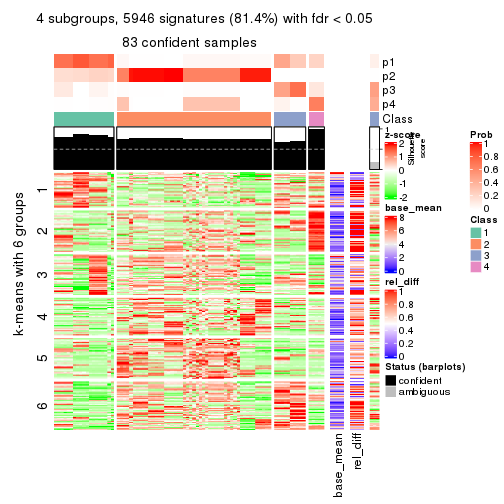 4 subgroups, 5946 signatures (81.4%) with fdr < 0.05
83 confident samples
p1
p2
p3
p4
Class
1
Silhouette
score
k-means with 6 groups
1
2
3
4
5
6
base_mean
rel_diff
z-score
2
1
0
-1
-2
base_mean
8
6
4
2
0
rel_diff
1
0.8
0.6
0.4
0.2
0
Status (barplots)
confident
ambiguous
Prob
1
0.8
0.6
0.4
0.2
0
Class
1
2
3
4